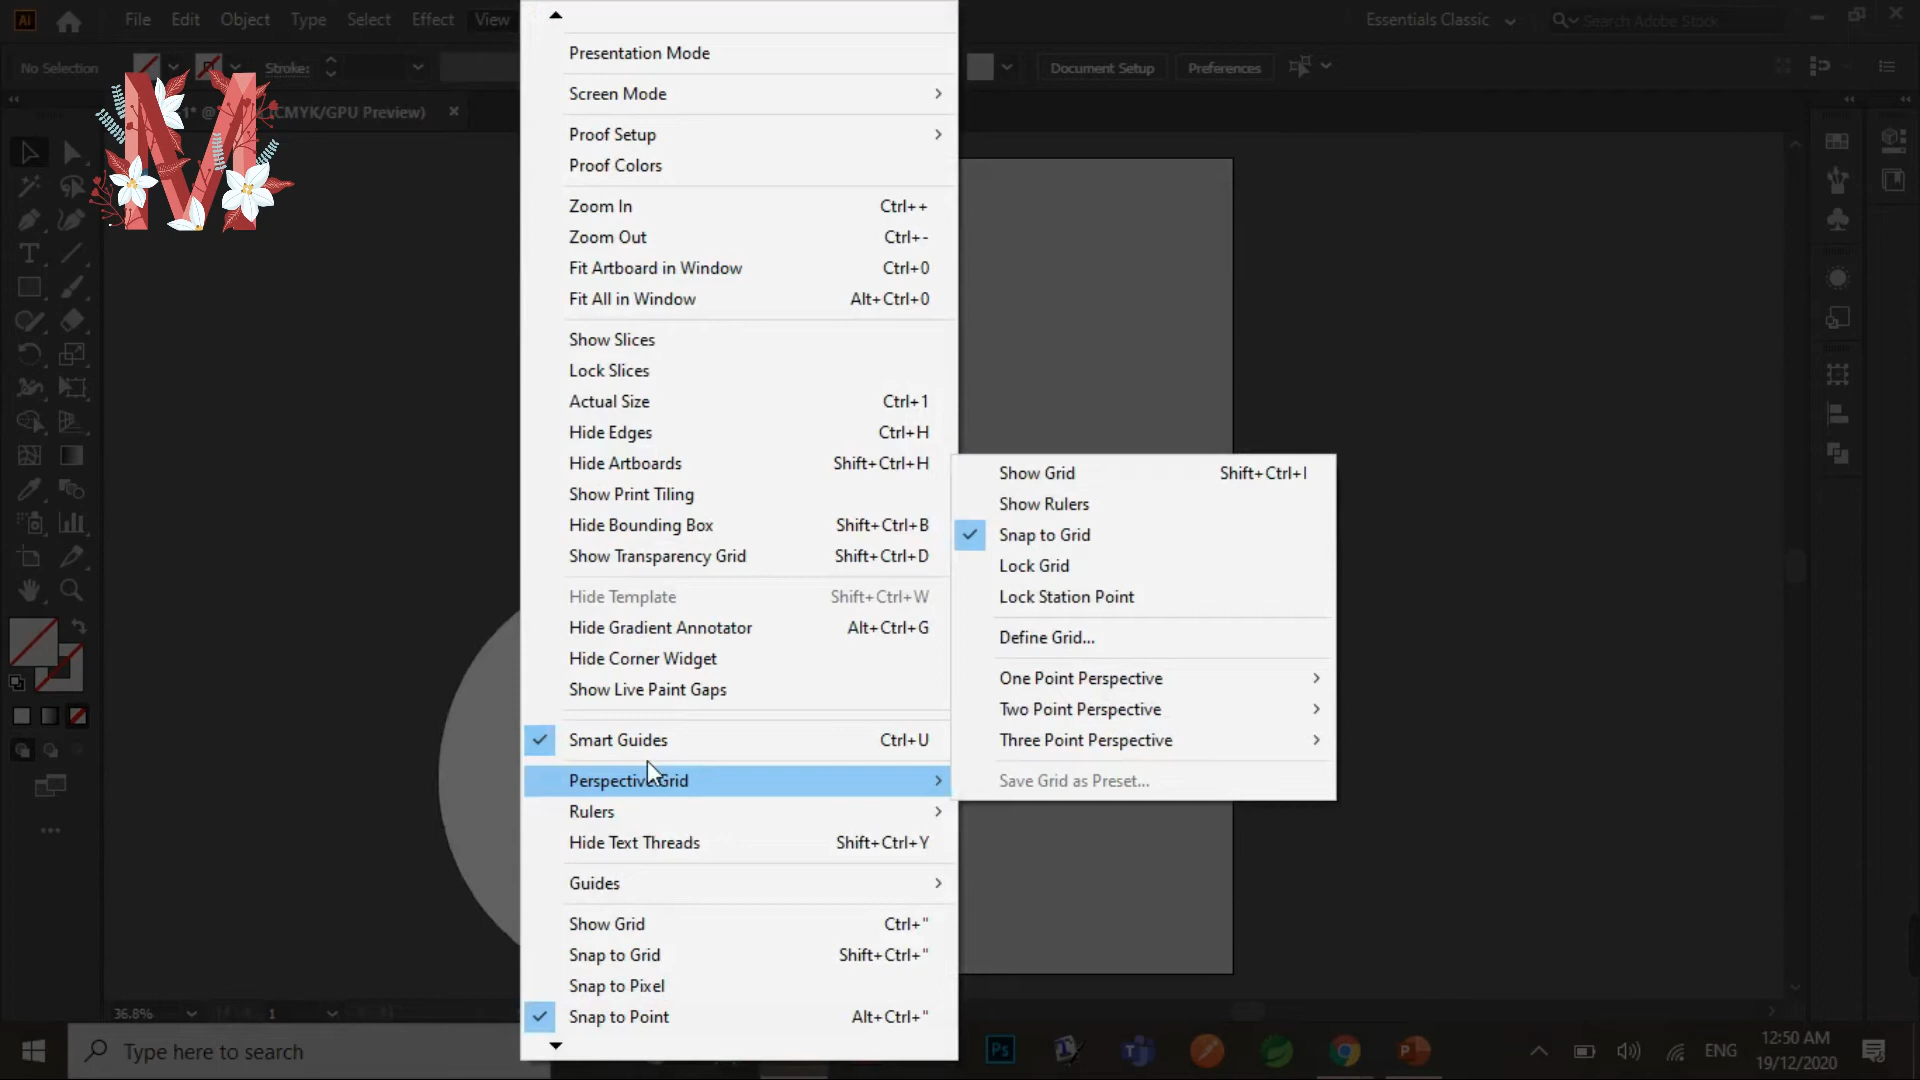 Ai
File Edit Object Type Select Effect View
Essentials Classic
Search Adobe Stock
No Selection
Stroke:
Document Setup
Preferences
M
1* @
CMYK/GPU Preview)
Presentation Mode
Screen Mode
Proof Setup
Proof Colors
Zoom In Ctrl++
Zoom Out Ctrl+-
Fit Artboard in Window Ctrl+0
Fit All in Window Alt+Ctrl+0
Show Slices
Lock Slices
Actual Size Ctrl+1
Hide Edges Ctrl+H
Hide Artboards Shift+Ctrl+H
Show Print Tiling
Hide Bounding Box Shift+Ctrl+B
Show Transparency Grid Shift+Ctrl+D
Hide Template Shift+Ctrl+W
Hide Gradient Annotator Alt+Ctrl+G
Hide Corner Widget
Show Live Paint Gaps
Smart Guides Ctrl+U
Perspective Grid
Rulers
Hide Text Threads Shift+Ctrl+Y
Guides
Show Grid Ctrl+"
Snap to Grid Shift+Ctrl+"
Snap to Pixel
Snap to Point Alt+Ctrl+"
Show Grid Shift+Ctrl+I
Show Rulers
Snap to Grid
Lock Grid
Lock Station Point
Define Grid...
One Point Perspective
Two Point Perspective
Three Point Perspective
Save Grid as Preset...
36.8%
1
Type here to search
Ps
ENG
12:50 AM
19/12/2020